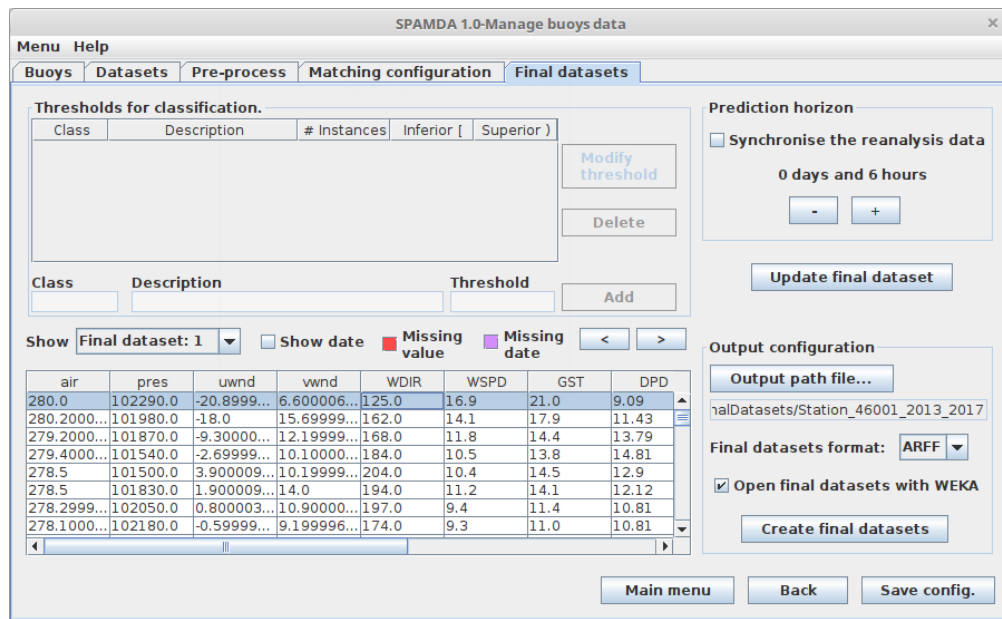 SPAMDA 1.0-Manage buoys data ×
Menu Help
Buoys Datasets Pre-process Matching configuration Final datasets
Thresholds for classification.
Class Description # Instances Inferior [ Superior )
Modify threshold
Delete
Class Description Threshold
Add
Show Final dataset: 1 Show date Missing value Missing date < >
air pres uwnd vwnd WDIR WSPD GST DPD
280.0 102290.0 -20.8999... 6.600006... 125.0 16.9 21.0 9.09
280.2000... 101980.0 -18.0 15.69999... 162.0 14.1 17.9 11.43
279.2000... 101870.0 -9.30000... 12.19999... 168.0 11.8 14.4 13.79
279.4000... 101540.0 -2.69999... 10.10000... 184.0 10.5 13.8 14.81
278.5 101500.0 3.900009... 10.19999... 204.0 10.4 14.5 12.9
278.5 101830.0 1.900009... 14.0 194.0 11.2 14.1 12.12
278.2999... 102050.0 0.800003... 10.90000... 197.0 9.4 11.4 10.81
278.1000... 102180.0 -0.59999... 9.199996... 174.0 9.3 11.0 10.81
Prediction horizon
Synchronise the reanalysis data
0 days and 6 hours
- +
Update final dataset
Output configuration
Output path file...
nalDatasets/Station_46001_2013_2017
Final datasets format: ARFF
Open final datasets with WEKA
Create final datasets
Main menu Back Save config.